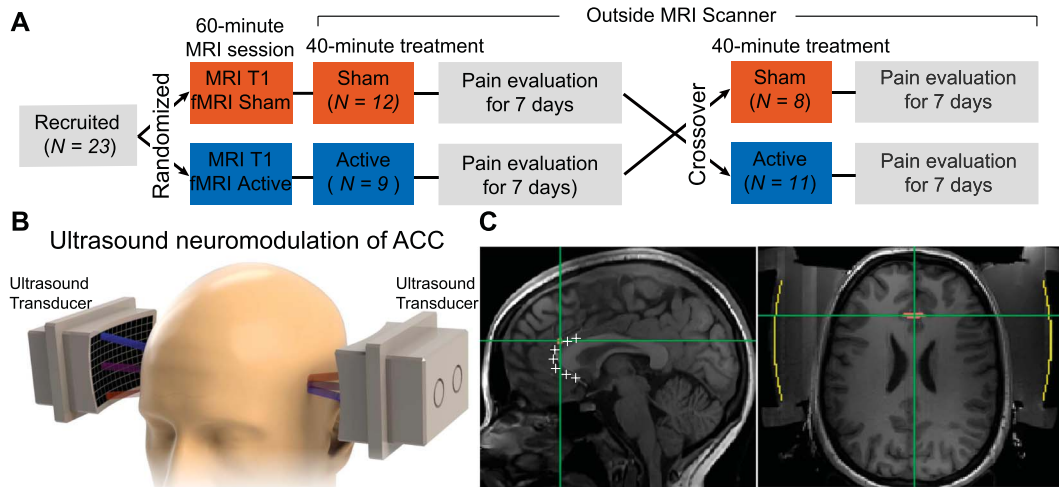 A
Outside MRI Scanner
60-minute
MRI session
40-minute treatment
40-minute treatment
Recruited
(N = 23)
Randomized
MRI T1
fMRI Sham
Sham
(N = 12)
Pain evaluation
for 7 days
Crossover
Sham
(N = 8)
Pain evaluation
for 7 days
MRI T1
fMRI Active
Active
( N = 9 )
Pain evaluation
for 7 days)
Active
(N = 11)
Pain evaluation
for 7 days
B
Ultrasound neuromodulation of ACC
Ultrasound
Transducer
Ultrasound
Transducer
C